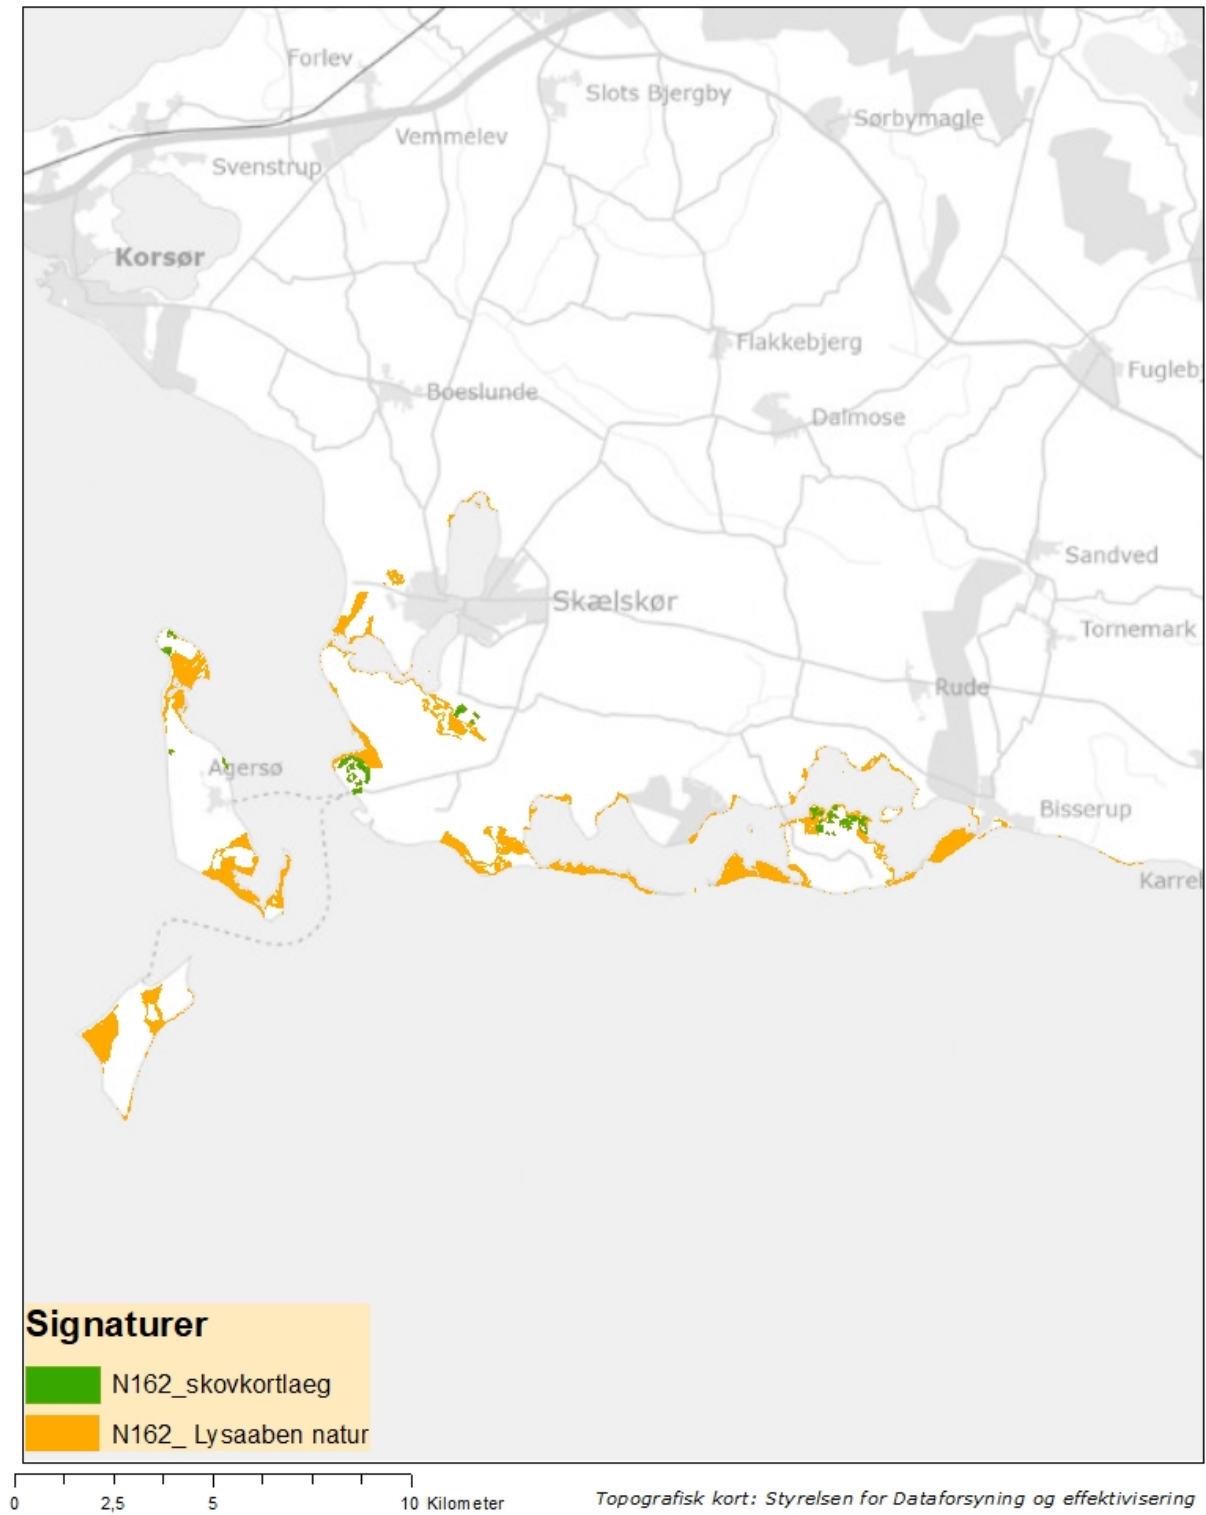 Forlev
Slots Bjergby
Sørbymagle
Vemmelev
Svenstrup
Korsør
Flakkebjerg
Fugleb
Boeslunde
Dalmose
Sandved
Skælskør
Tornemark
Rude
Agersø
Bisserup
Karre
Signaturer
N162_skovkortlaeg
N162_ Lysaaben natur
0 2,5 5 10 Kilometer
Topografisk kort: Styrelsen for Dataforsyning og effektivisering